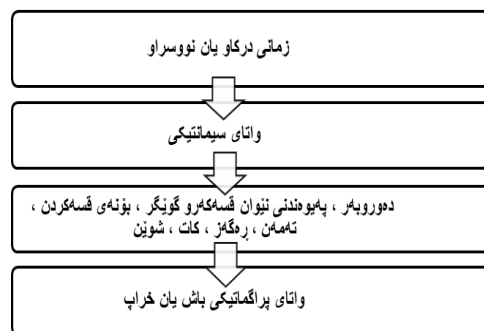 زمانی درکاو یان نووسراو
واتای سیمانتیکی
دەوروبەر ، پەیوەندنی نێوان قسەکەرو گوێگر ، بۆنەی قسەکردن ،
تەمەن ، ڕەگەز ، کات ، شوێن
واتای پراگماتیکی باش یان خراپ